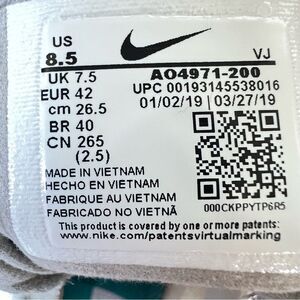 US VJ
8.5
UK 7.5 AO4971-200
EUR 42 UPC 00193145538016
cm 26.5 01/02/19 | 03/27/19
BR 40
CN 265
(2.5)
MADE IN VIETNAM
HECHO EN VIETNAM
FABRIQUE AU VIETNAM
FABRICADO NO VIETNÃ
000CKPPYTP6R5
This product is covered by one or more patents:
www.nike.com/patentsvirtualmarking